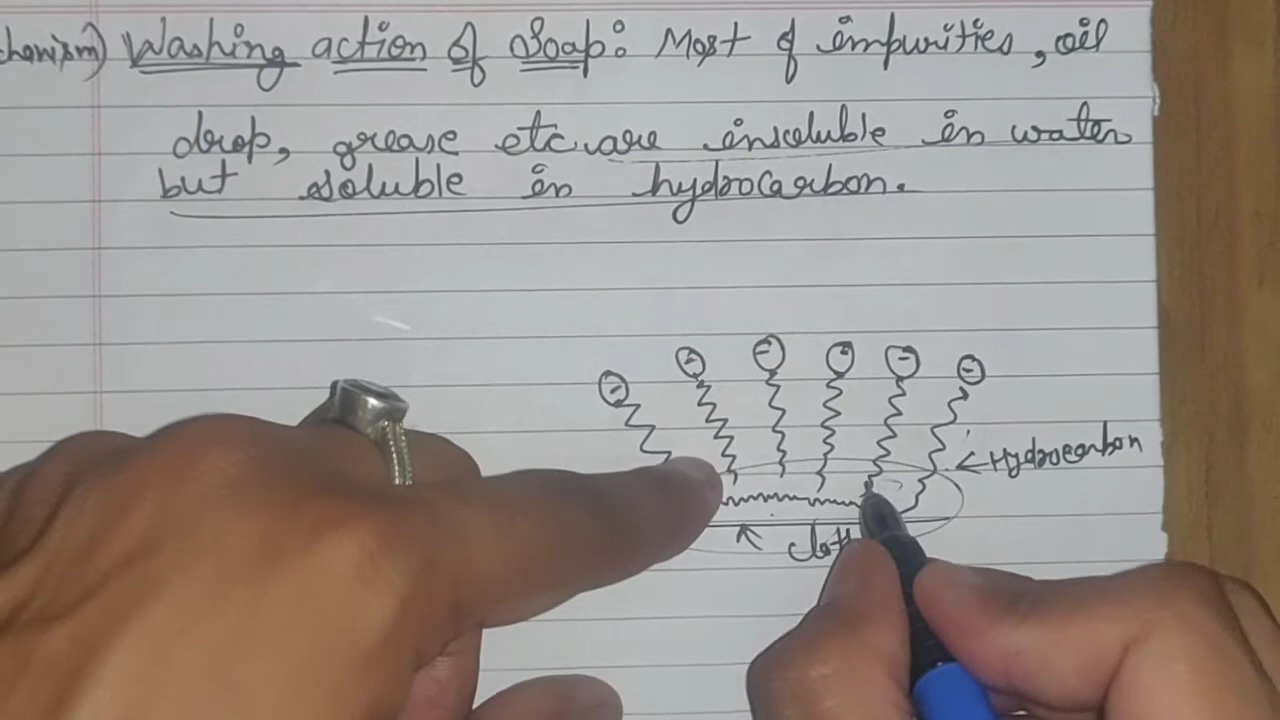 Washing action of Soap: Most of impurities, oil
drop, grease etc. are insoluble in water
but soluble in hydrocarbon.
← Hydrocarbon